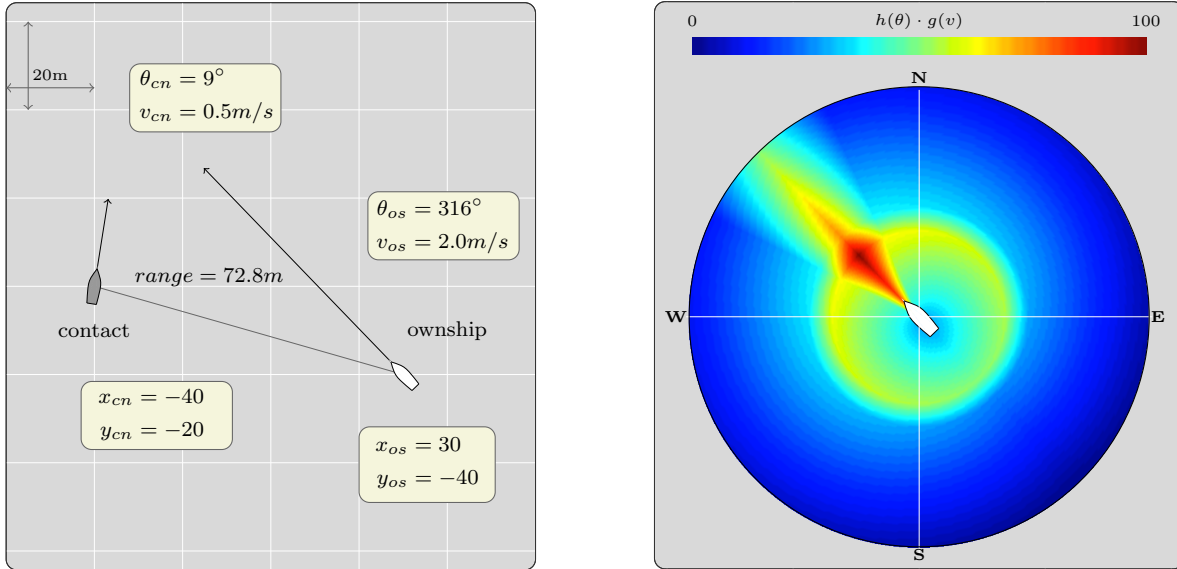 20m
θ_cn = 9°
v_cn = 0.5m/s
θ_os = 316°
v_os = 2.0m/s
range = 72.8m
contact
ownship
x_cn = −40
y_cn = −20
x_os = 30
y_os = −40
0 h(θ) · g(v) 100
N
W E
S